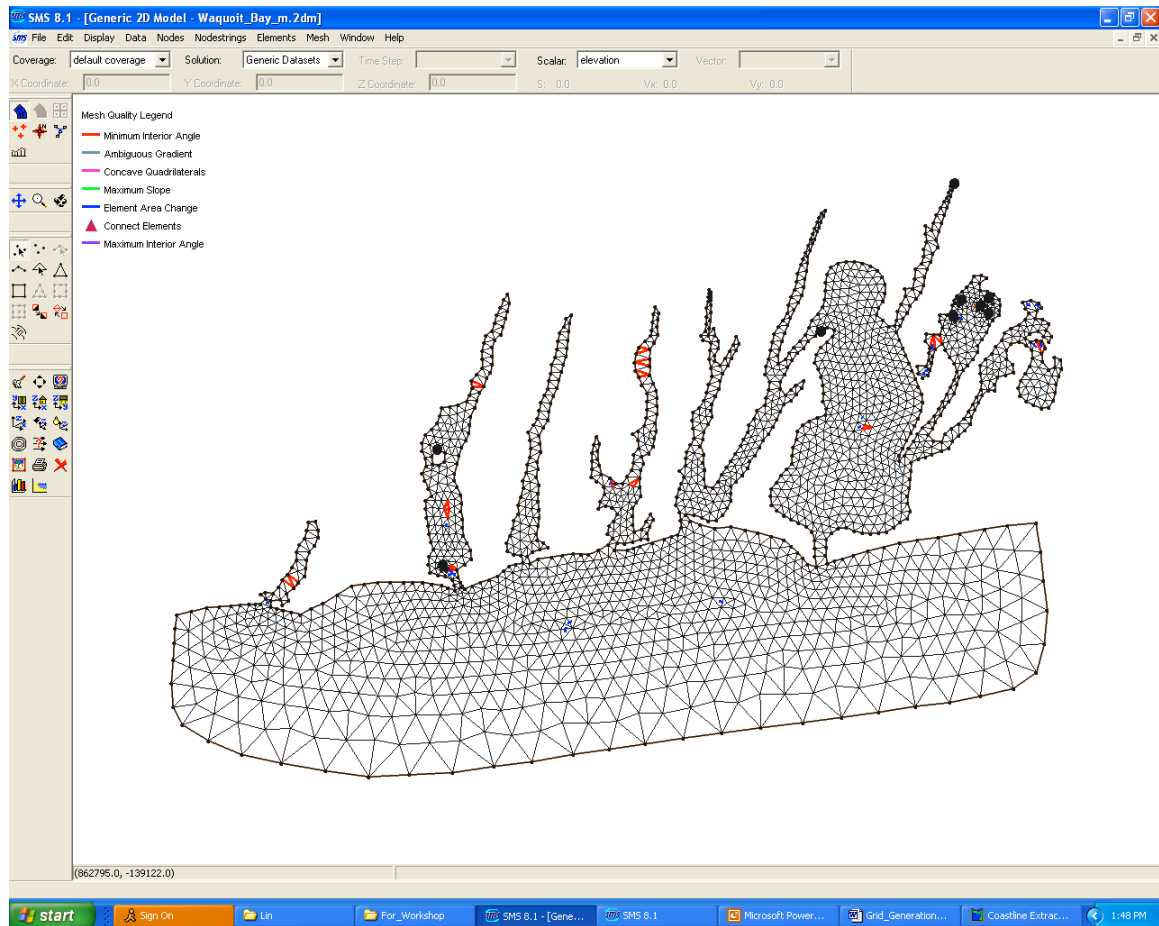 SMS 8.1 - [Generic 2D Model - Waquoit_Bay_m.2dm]
sms File Edit Display Data Nodes Nodestrings Elements Mesh Window Help
Coverage: default coverage Solution: Generic Datasets Time Step: Scalar: elevation Vector:
X Coordinate: 0.0 Y Coordinate: 0.0 Z Coordinate: 0.0 S: 0.0 Vx: 0.0 Vy: 0.0
Mesh Quality Legend
Minimum Interior Angle
Ambiguous Gradient
Concave Quadrilaterals
Maximum Slope
Element Area Change
Connect Elements
Maximum Interior Angle
(862795.0, -139122.0)
start Sign On Lin For_Workshop SMS 8.1 - [Gene... SMS 8.1 Microsoft Power... Grid_Generation... Coastline Extrac... 1:48 PM